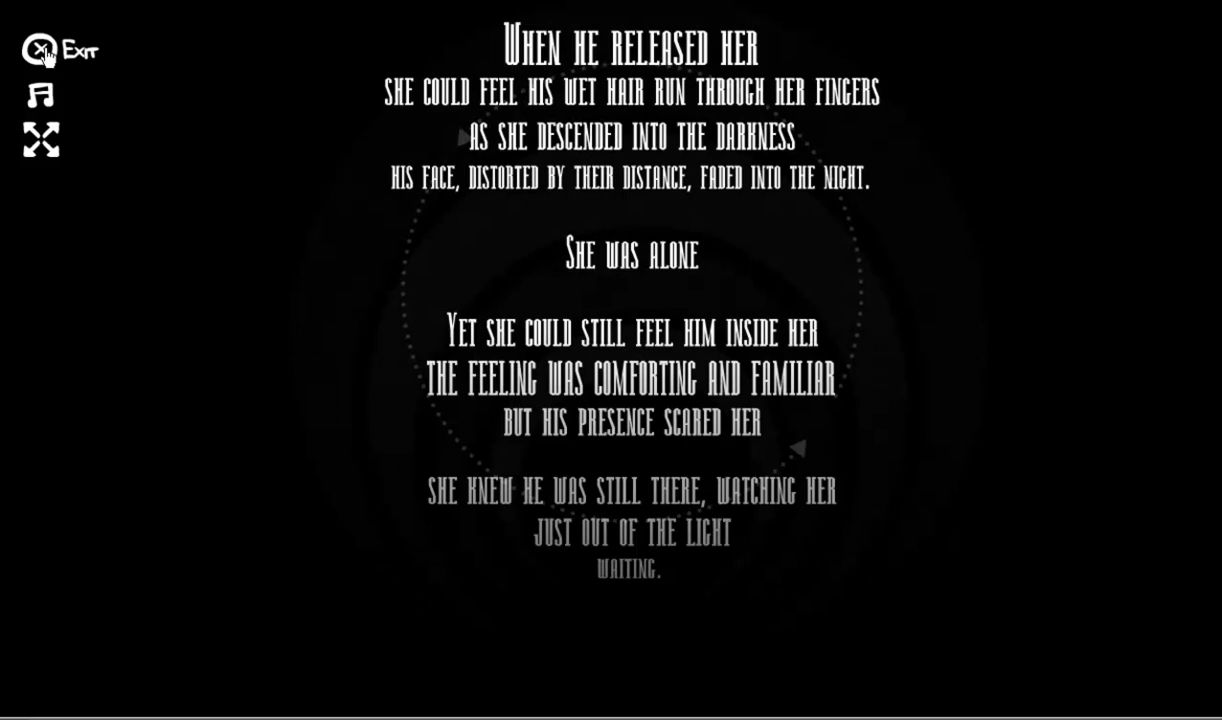 Exit
When he released her
she could feel his wet hair run through her fingers
as she descended into the darkness
his face, distorted by their distance, faded into the night.
She was alone
Yet she could still feel him inside her
the feeling was comforting and familiar
but his presence scared her
she knew he was still there, watching her
just out of the light
waiting.